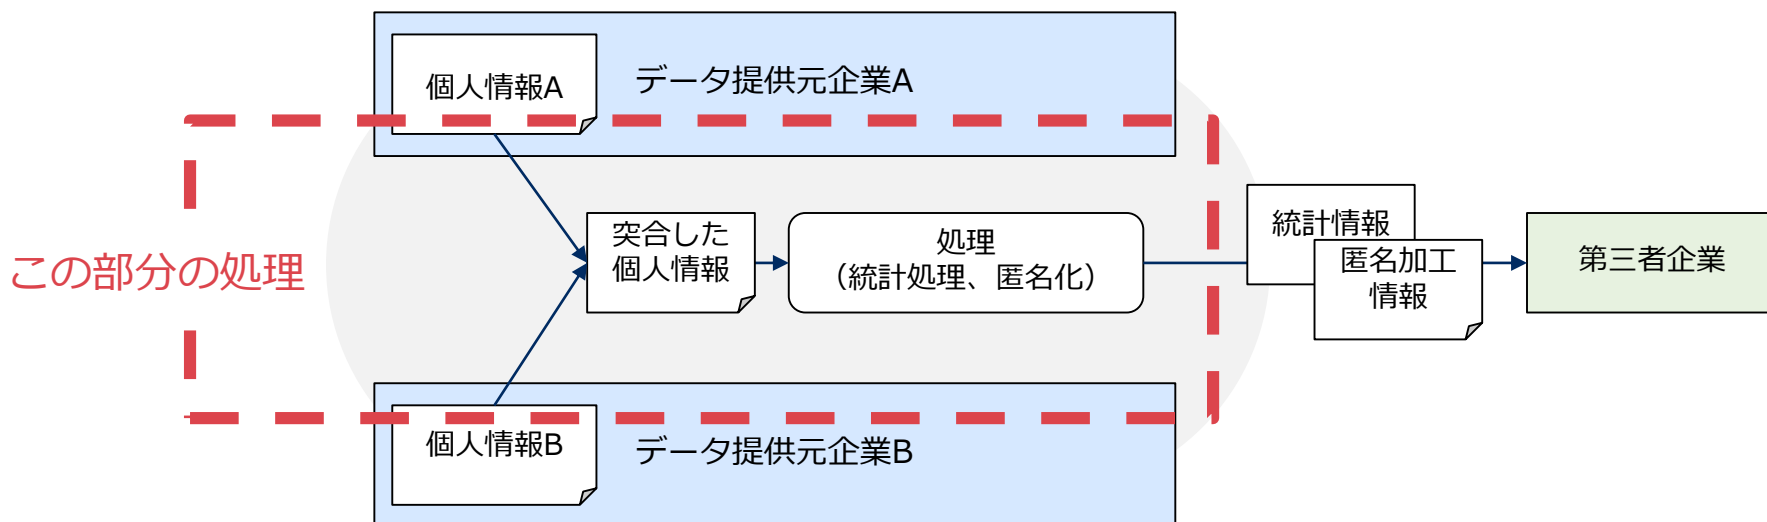 個人情報A
データ提供元企業A
この部分の処理
突合した
個人情報
処理
(統計処理、匿名化)
統計情報
匿名加工
情報
第三者企業
個人情報B
データ提供元企業B